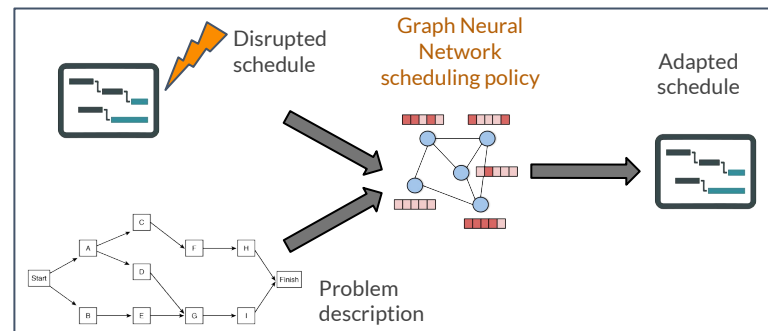 Disrupted
schedule
Graph Neural
Network
scheduling policy
Adapted
schedule
C
A
F
H
D
Start
Finish
B
E
G
I
Problem
description